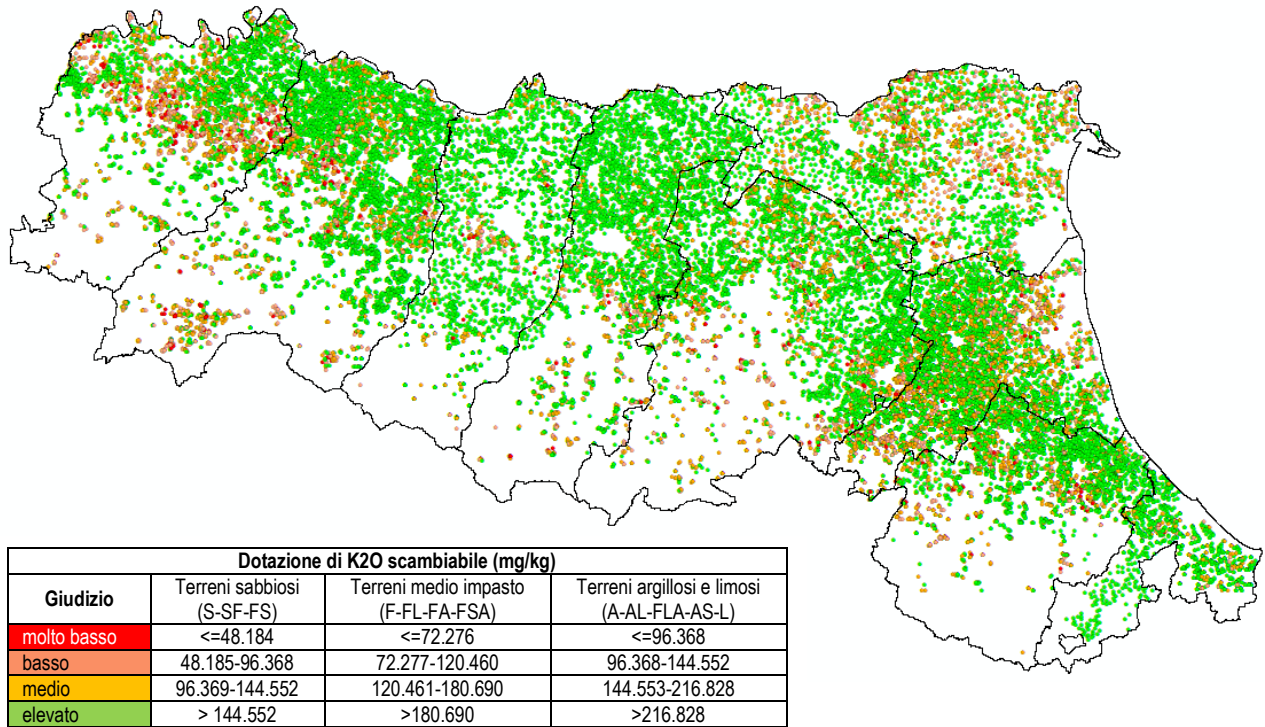 Dotazione di K2O scambiabile (mg/kg)
Giudizio Terreni sabbiosi (S-SF-FS) Terreni medio impasto (F-FL-FA-FSA) Terreni argillosi e limosi (A-AL-FLA-AS-L)
molto basso <=48.184 <=72.276 <=96.368
basso 48.185-96.368 72.277-120.460 96.368-144.552
medio 96.369-144.552 120.461-180.690 144.553-216.828
elevato > 144.552 >180.690 >216.828